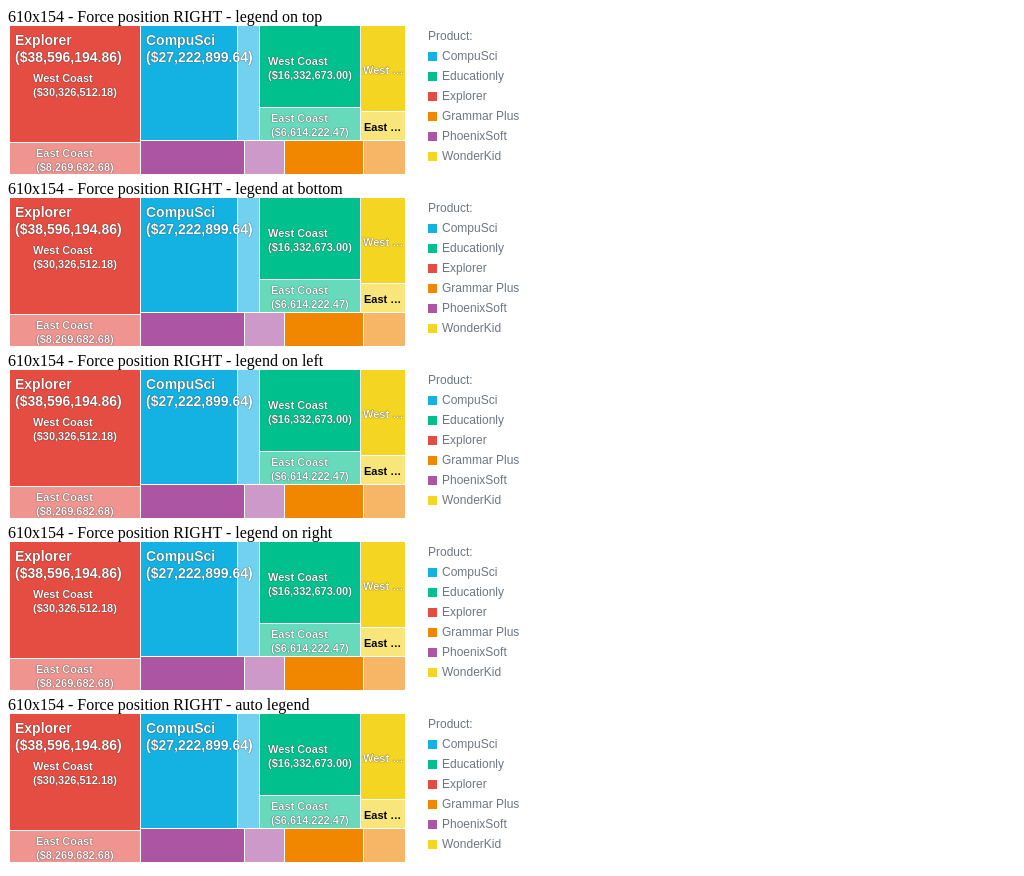 610x154 - Force position RIGHT - legend on top
Explorer
($38,596,194.86)
West Coast
($30,326,512.18)
East Coast
($8,269,682.68)
CompuSci
($27,222,899.64)
West Coast
($16,332,673.00)
East Coast
($6,614,222.47)
West ...
East ...
Product:
CompuSci
Educationly
Explorer
Grammar Plus
PhoenixSoft
WonderKid
610x154 - Force position RIGHT - legend at bottom
Explorer
($38,596,194.86)
West Coast
($30,326,512.18)
East Coast
($8,269,682.68)
CompuSci
($27,222,899.64)
West Coast
($16,332,673.00)
East Coast
($6,614,222.47)
West ...
East ...
Product:
CompuSci
Educationly
Explorer
Grammar Plus
PhoenixSoft
WonderKid
610x154 - Force position RIGHT - legend on left
Explorer
($38,596,194.86)
West Coast
($30,326,512.18)
East Coast
($8,269,682.68)
CompuSci
($27,222,899.64)
West Coast
($16,332,673.00)
East Coast
($6,614,222.47)
West ...
East ...
Product:
CompuSci
Educationly
Explorer
Grammar Plus
PhoenixSoft
WonderKid
610x154 - Force position RIGHT - legend on right
Explorer
($38,596,194.86)
West Coast
($30,326,512.18)
East Coast
($8,269,682.68)
CompuSci
($27,222,899.64)
West Coast
($16,332,673.00)
East Coast
($6,614,222.47)
West ...
East ...
Product:
CompuSci
Educationly
Explorer
Grammar Plus
PhoenixSoft
WonderKid
610x154 - Force position RIGHT - auto legend
Explorer
($38,596,194.86)
West Coast
($30,326,512.18)
East Coast
($8,269,682.68)
CompuSci
($27,222,899.64)
West Coast
($16,332,673.00)
East Coast
($6,614,222.47)
West ...
East ...
Product:
CompuSci
Educationly
Explorer
Grammar Plus
PhoenixSoft
WonderKid